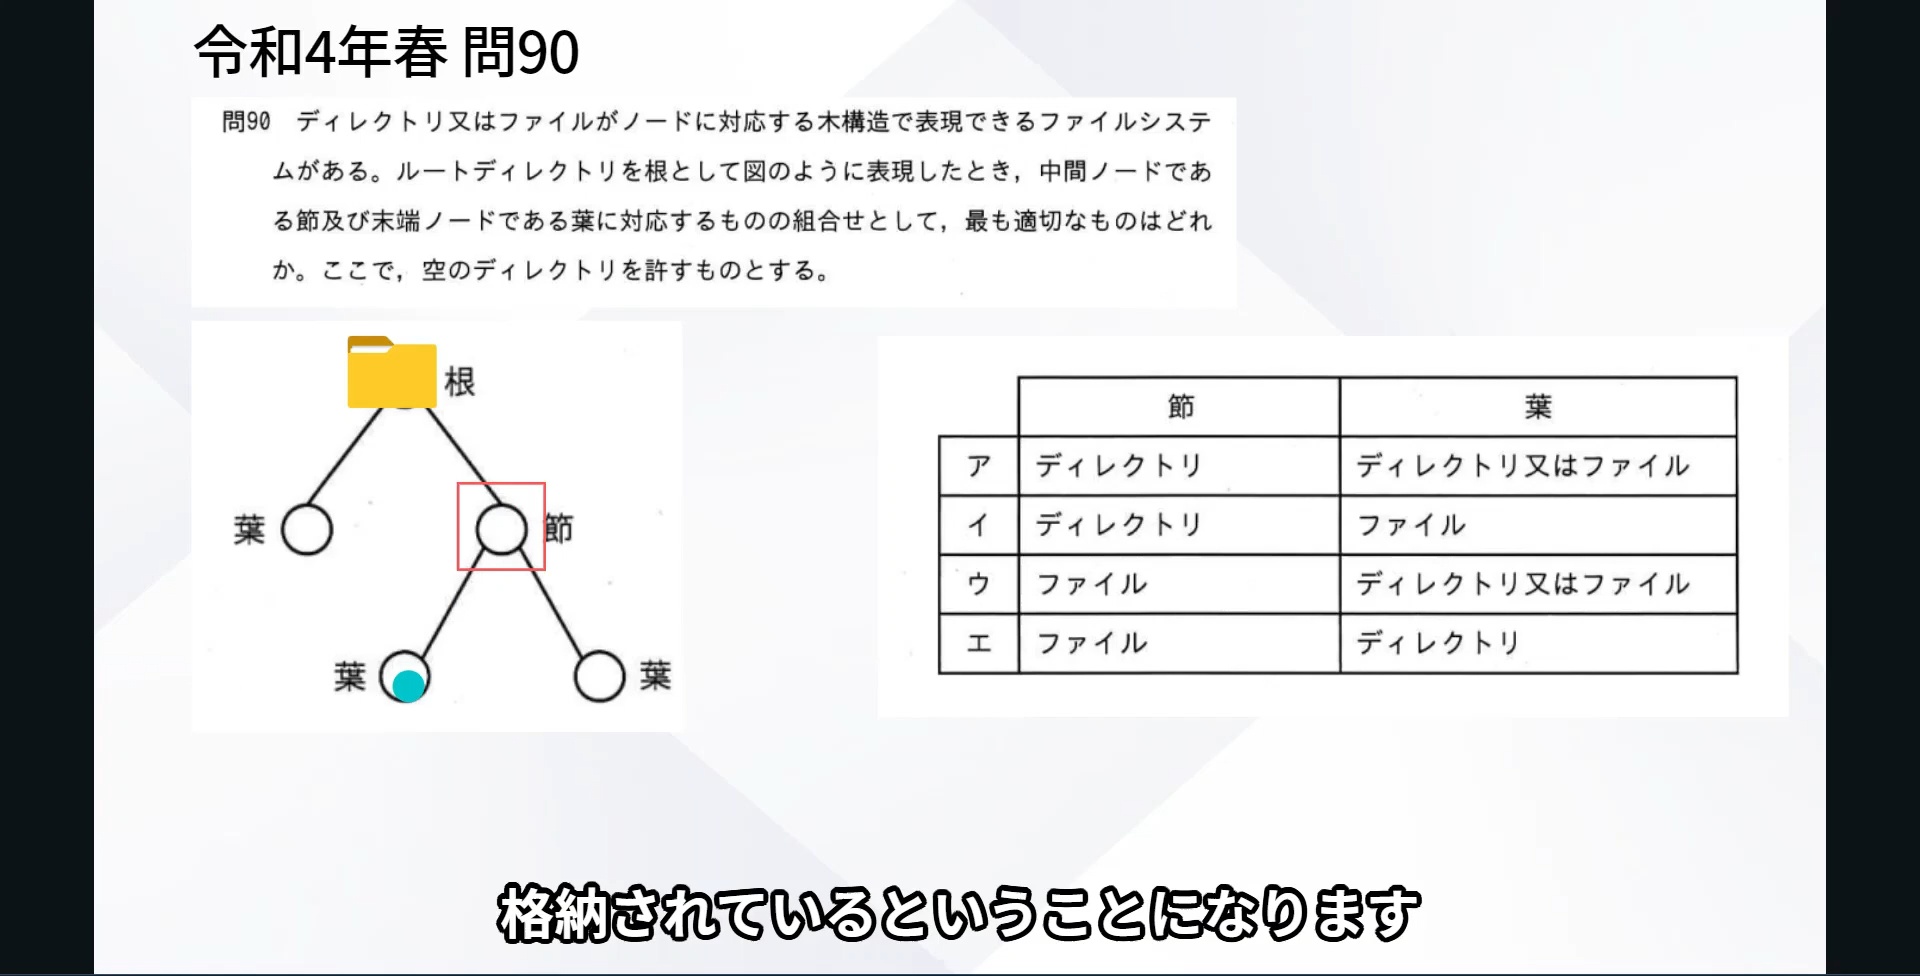 令和4年春 問90
問90 ディレクトリ又はファイルがノードに対応する木構造で表現できるファイルシステ
ムがある。ルートディレクトリを根として図のように表現したとき，中間ノードであ
る節及び末端ノードである葉に対応するものの組合せとして，最も適切なものはどれ
か。ここで，空のディレクトリを許すものとする。
根
葉
節
葉
葉
節 葉
ア ディレクトリ ディレクトリ又はファイル
イ ディレクトリ ファイル
ウ ファイル ディレクトリ又はファイル
エ ファイル ディレクトリ
格納されているということになります